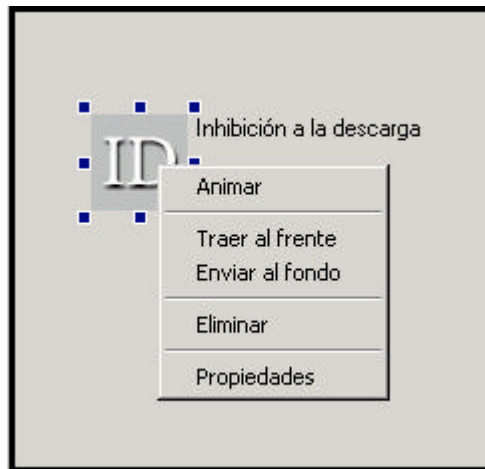 ID
Inhibición a la descarga
Animar
Traer al frente
Enviar al fondo
Eliminar
Propiedades